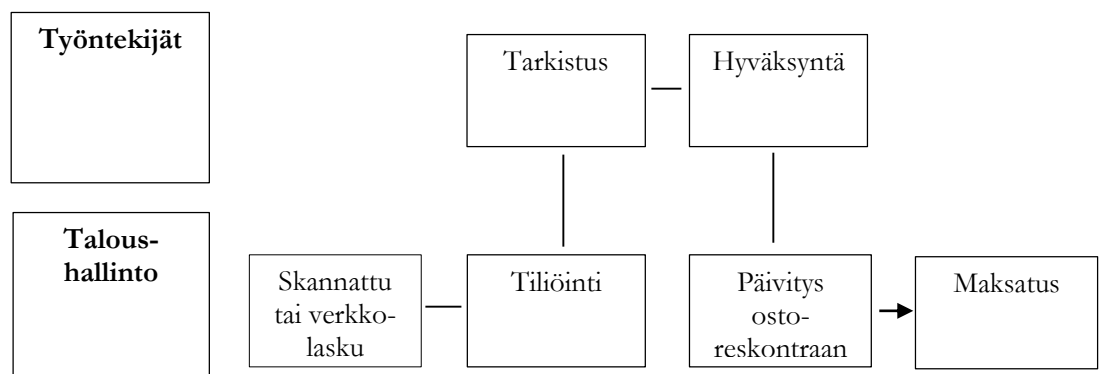 Työntekijät
Tarkistus
Hyväksyntä
Talous-
hallinto
Skannattu
tai verkko-
lasku
Tiliöinti
Päivitys
osto-
reskontraan
Maksatus